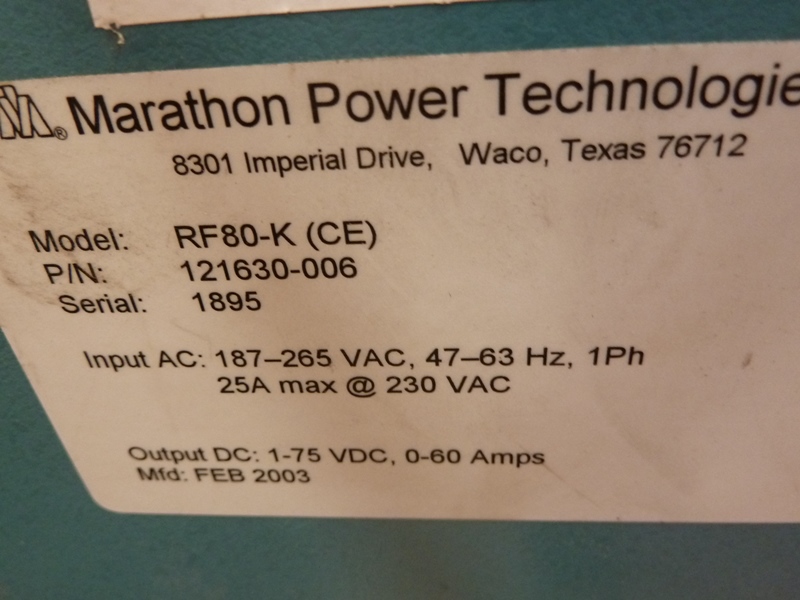 ® Marathon Power Technologie
8301 Imperial Drive, Waco, Texas 76712
Model: RF80-K (CE)
P/N: 121630-006
Serial: 1895
Input AC: 187–265 VAC, 47–63 Hz, 1Ph
25A max @ 230 VAC
Output DC: 1-75 VDC, 0-60 Amps
Mfd: FEB 2003